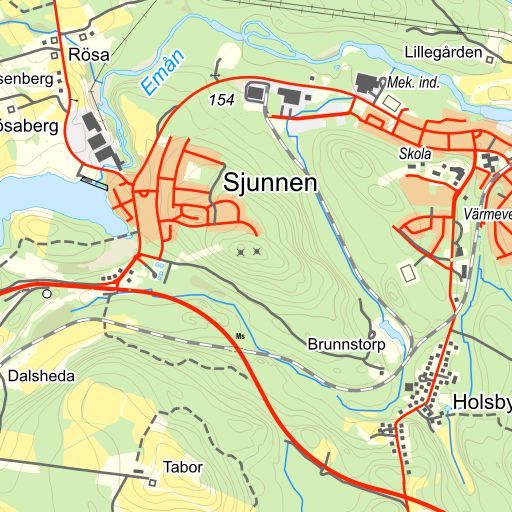 Rösa
Emån
Lillegården
senberg
Mek. ind.
154
ösaberg
Skola
Sjunnen
Värmeve
Ms
Brunnstorp
Dalsheda
Holsby
Tabor